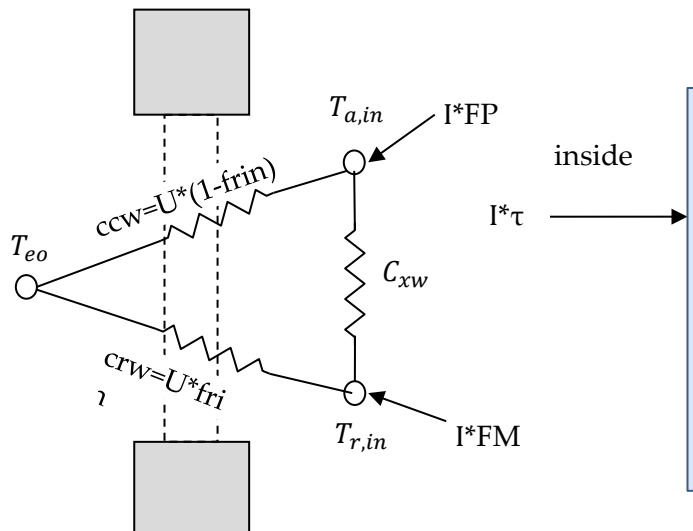 T_{a,in}
I*FP
inside
ccw=U*(1-frin)
I*τ
T_{eo}
C_{xw}
crw=U*fri
n
T_{r,in}
I*FM